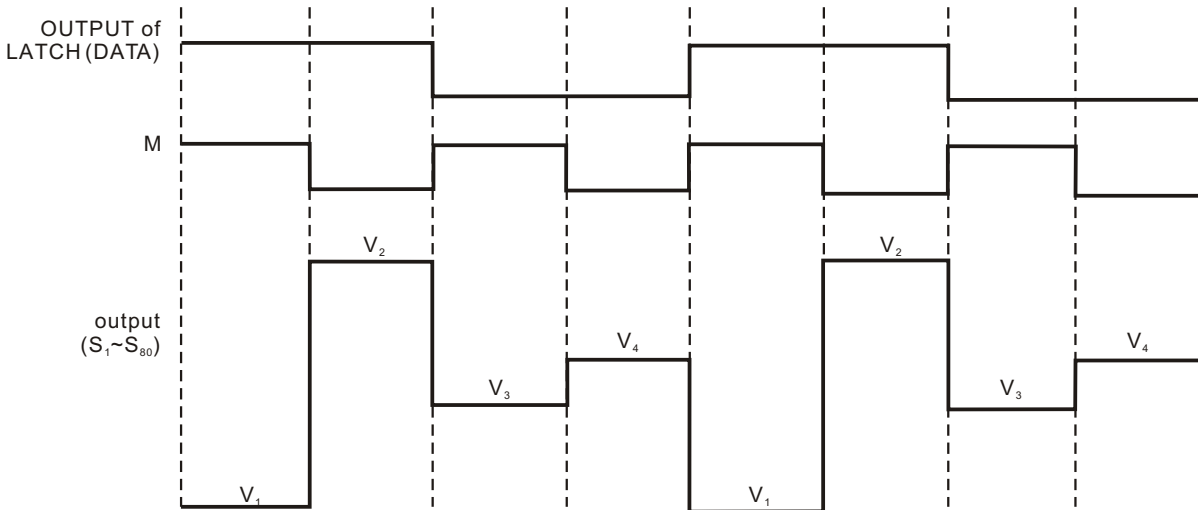 OUTPUT of
LATCH (DATA)
M
V₂ V₂
output
(S₁~S₈₀)
V₄ V₄
V₃ V₃
V₁ V₁